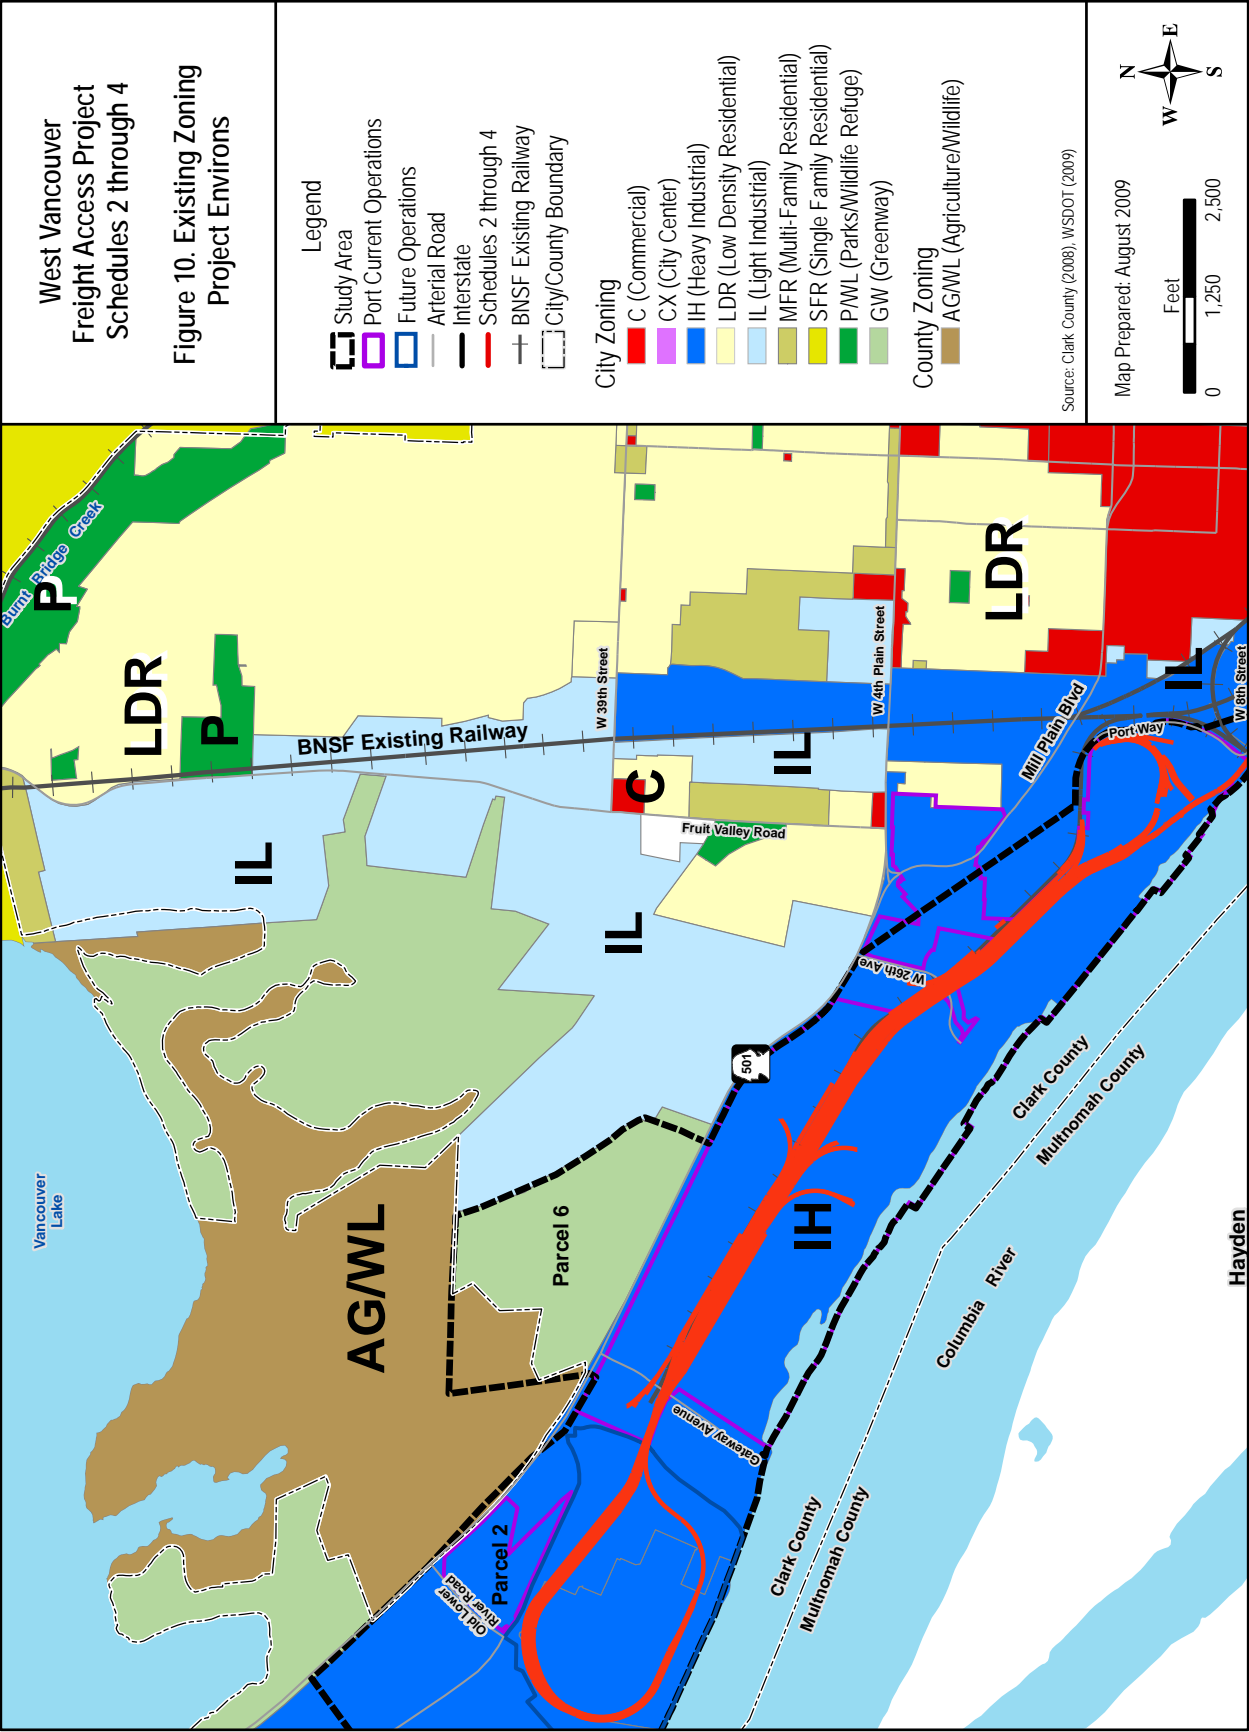 West Vancouver
Freight Access Project
Schedules 2 through 4
Figure 10. Existing Zoning
Project Environs
Legend
Study Area
Port Current Operations
Future Operations
Arterial Road
Interstate
Schedules 2 through 4
BNSF Existing Railway
City/County Boundary
City Zoning
C (Commercial)
CX (City Center)
IH (Heavy Industrial)
LDR (Low Density Residential)
IL (Light Industrial)
MFR (Multi-Family Residential)
SFR (Single Family Residential)
P/WL (Parks/Wildlife Refuge)
GW (Greenway)
County Zoning
AG/WL (Agriculture/Wildlife)
Source: Clark County (2008), WSDOT (2009)
Map Prepared: August 2009
Feet
0 1,250 2,500
N
W
E
S
Vancouver
Lake
Burnt Bridge Creek
P
LDR
P
BNSF Existing Railway
IL
AG/WL
W 39th Street
C
IL
IL
Fruit Valley Road
W 4th Plain Street
LDR
Mill Plain Blvd
Port Way
IL
W 8th Street
W 26th Ave
501
Parcel 6
IH
Gateway Avenue
Parcel 2
Old Lower
River Road
Clark County
Multnomah County
Columbia River
Clark County
Multnomah County
Hayden